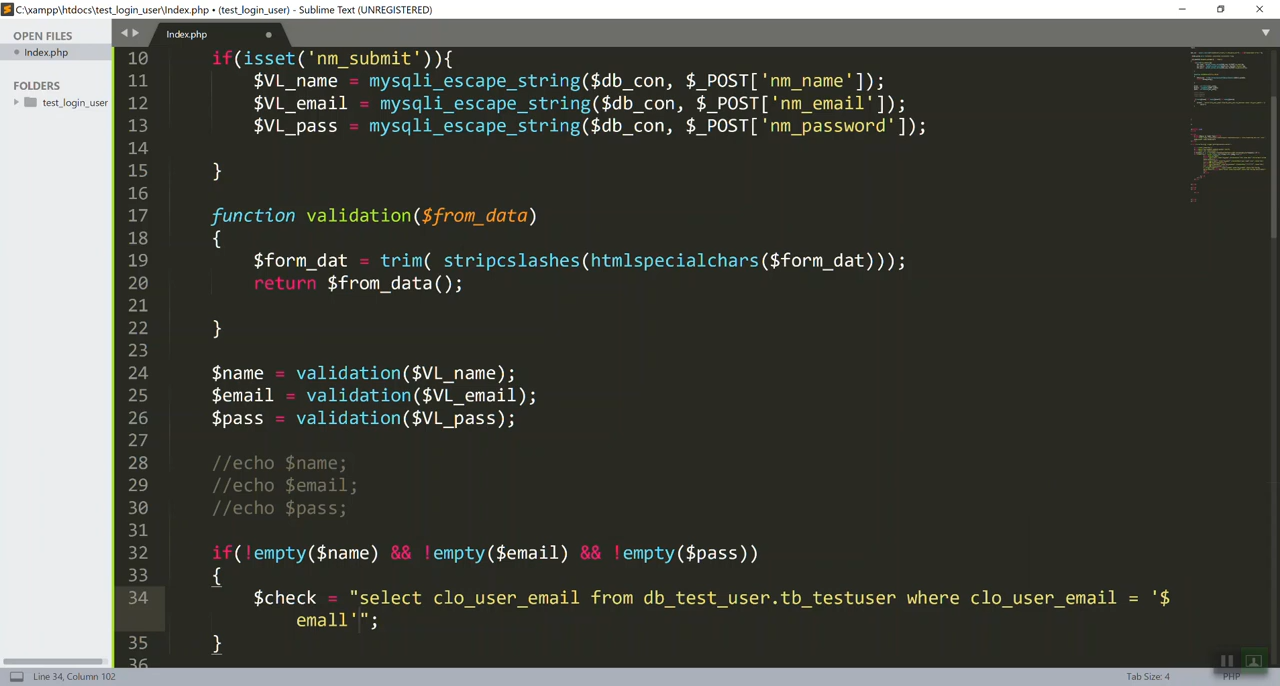 C:\xampp\htdocs\test_login_user\Index.php • (test_login_user) - Sublime Text (UNREGISTERED)
OPEN FILES
Index.php
FOLDERS
test_login_user
Index.php
10 if(isset('nm_submit')){
11 $VL_name = mysqli_escape_string($db_con, $_POST['nm_name']);
12 $VL_email = mysqli_escape_string($db_con, $_POST['nm_email']);
13 $VL_pass = mysqli_escape_string($db_con, $_POST['nm_password']);
14
15 }
16
17 function validation($from_data)
18 {
19 $form_dat = trim( stripcslashes(htmlspecialchars($form_dat)));
20 return $from_data();
21
22 }
23
24 $name = validation($VL_name);
25 $email = validation($VL_email);
26 $pass = validation($VL_pass);
27
28 //echo $name;
29 //echo $email;
30 //echo $pass;
31
32 if(!empty($name) && !empty($email) && !empty($pass))
33 {
34 $check = "select clo_user_email from db_test_user.tb_testuser where clo_user_email = '$
emall'";
35 }
36
Line 34, Column 102
Tab Size: 4
PHP